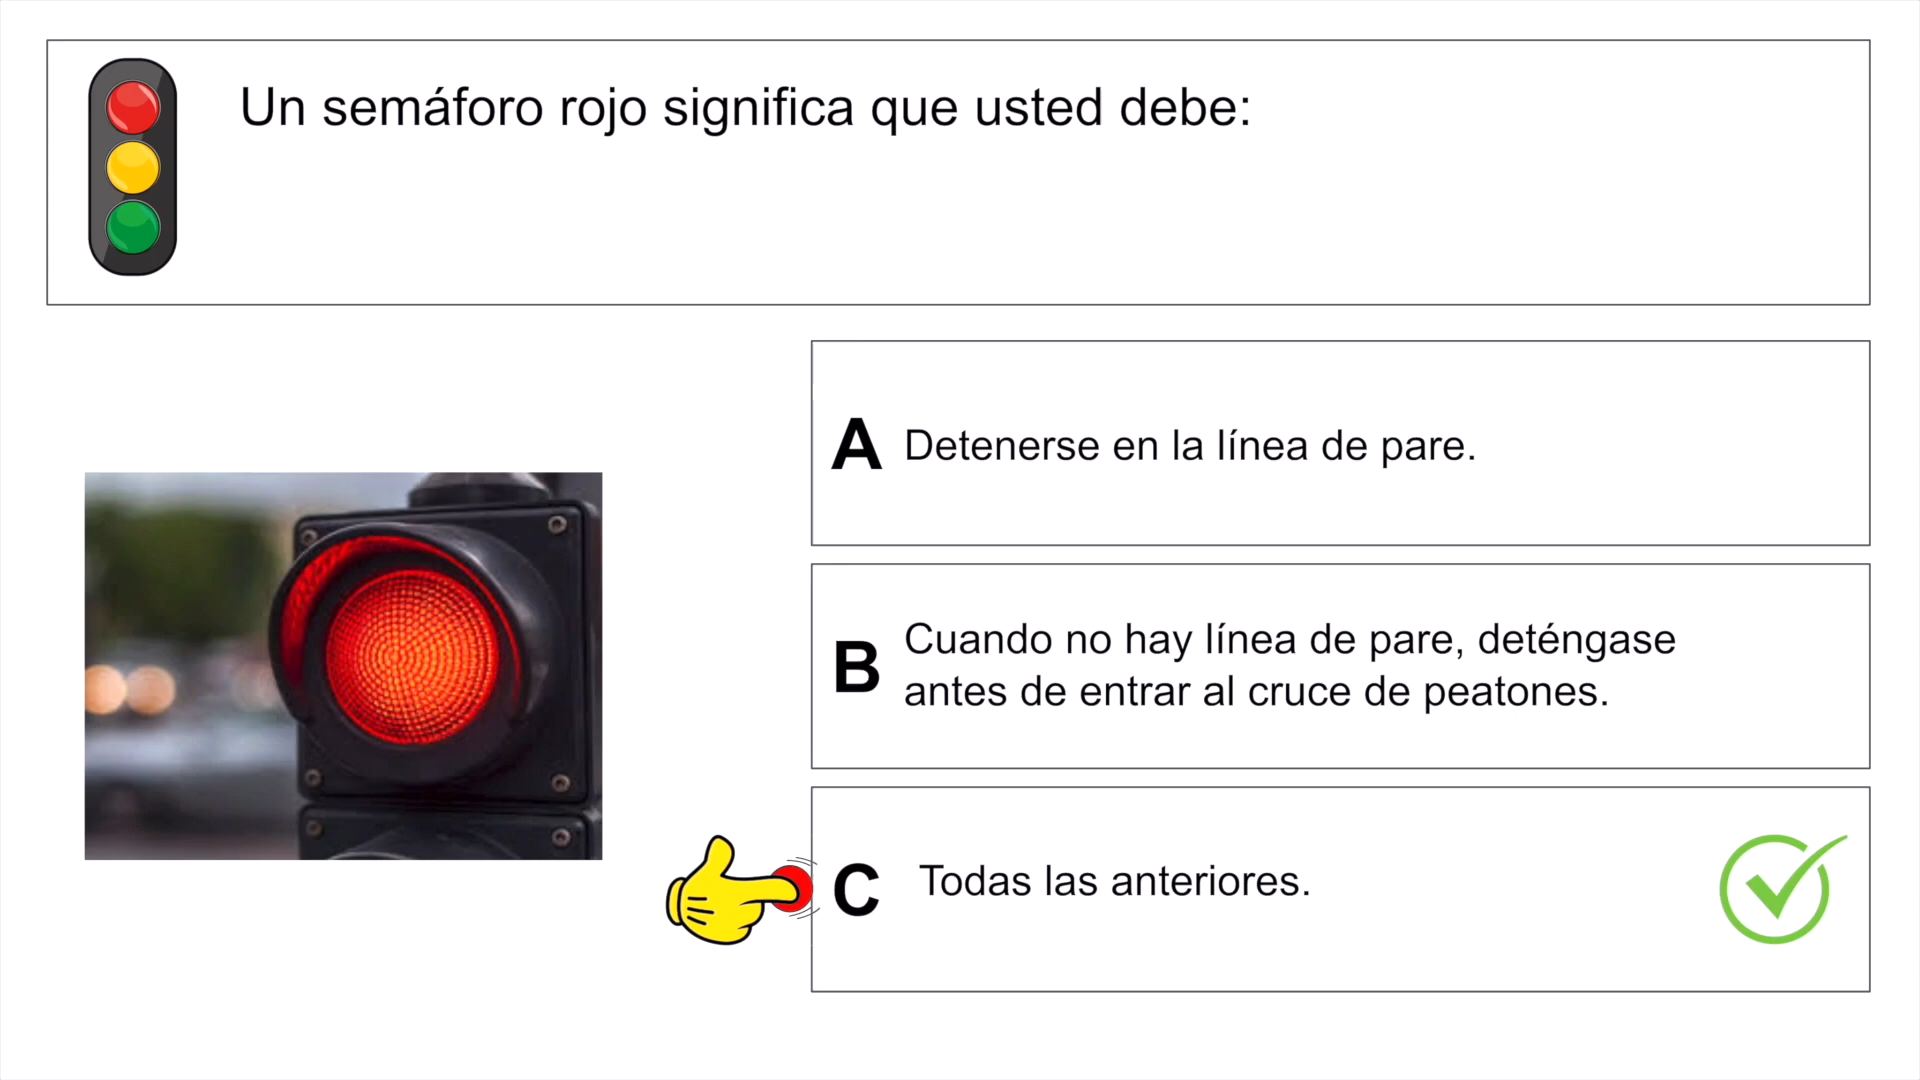 Un semáforo rojo significa que usted debe:
A Detenerse en la línea de pare.
B Cuando no hay línea de pare, deténgase
antes de entrar al cruce de peatones.
C Todas las anteriores.